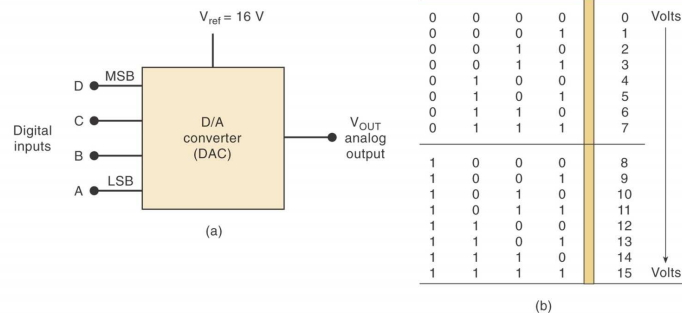 V_ref = 16 V
D MSB
C
B
A LSB
Digital
inputs
D/A
converter
(DAC)
V_OUT
analog
output
(a)
0 0 0 0 0 Volts
0 0 0 1 1
0 0 1 0 2
0 0 1 1 3
0 1 0 0 4
0 1 0 1 5
0 1 1 0 6
0 1 1 1 7
1 0 0 0 8
1 0 0 1 9
1 0 1 0 10
1 0 1 1 11
1 1 0 0 12
1 1 0 1 13
1 1 1 0 14
1 1 1 1 15 Volts
(b)